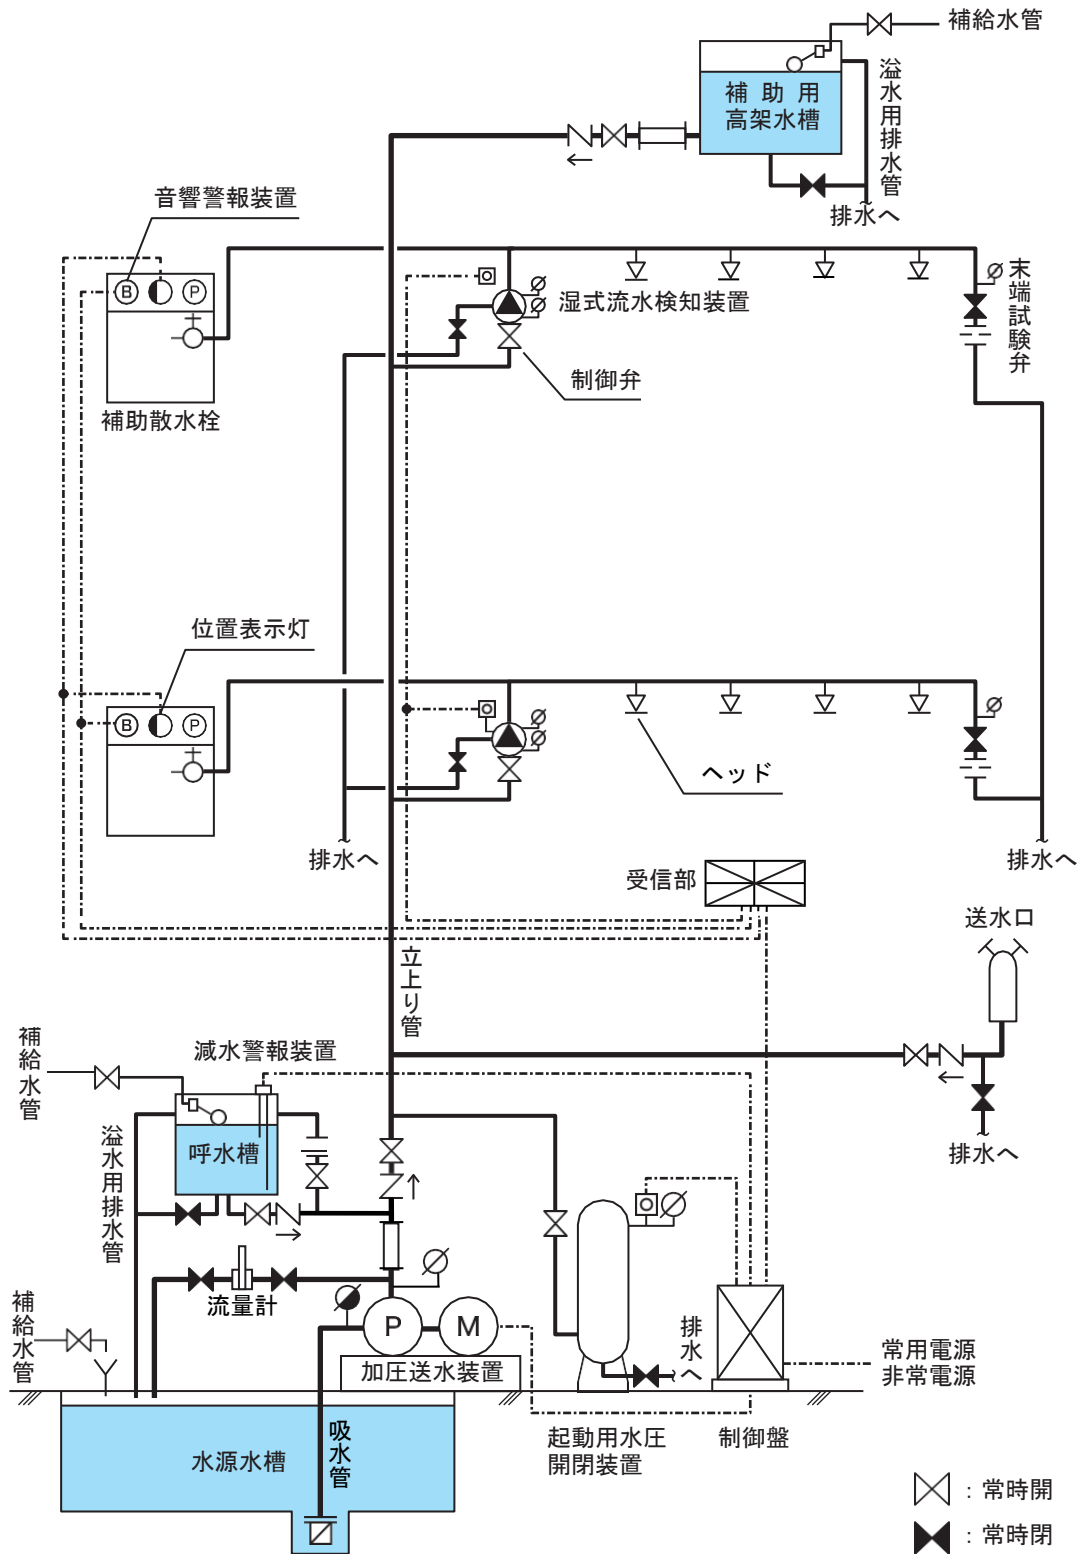 補給水管
補助用
高架水槽
溢水用排水管
排水へ
音響警報装置
B
P
補助散水栓
湿式流水検知装置
制御弁
末端試験弁
位置表示灯
B
P
ヘッド
排水へ
排水へ
受信部
送水口
立上り管
排水へ
補給水管
減水警報装置
呼水槽
溢水用排水管
流量計
補給水管
P
M
加圧送水装置
排水へ
常用電源
非常電源
水源水槽
吸水管
起動用水圧
開閉装置
制御盤
：常時開
：常時閉